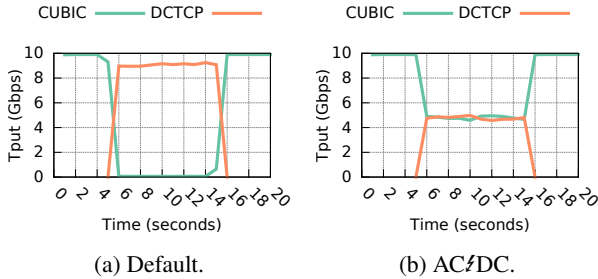 CUBIC DCTCP
10
8
6
4
2
0
Tput (Gbps)
0 2 4 6 8 10 12 14 16 18 20
Time (seconds)
(a) Default.
CUBIC DCTCP
10
8
6
4
2
0
Tput (Gbps)
0 2 4 6 8 10 12 14 16 18 20
Time (seconds)
(b) AC⚡DC.